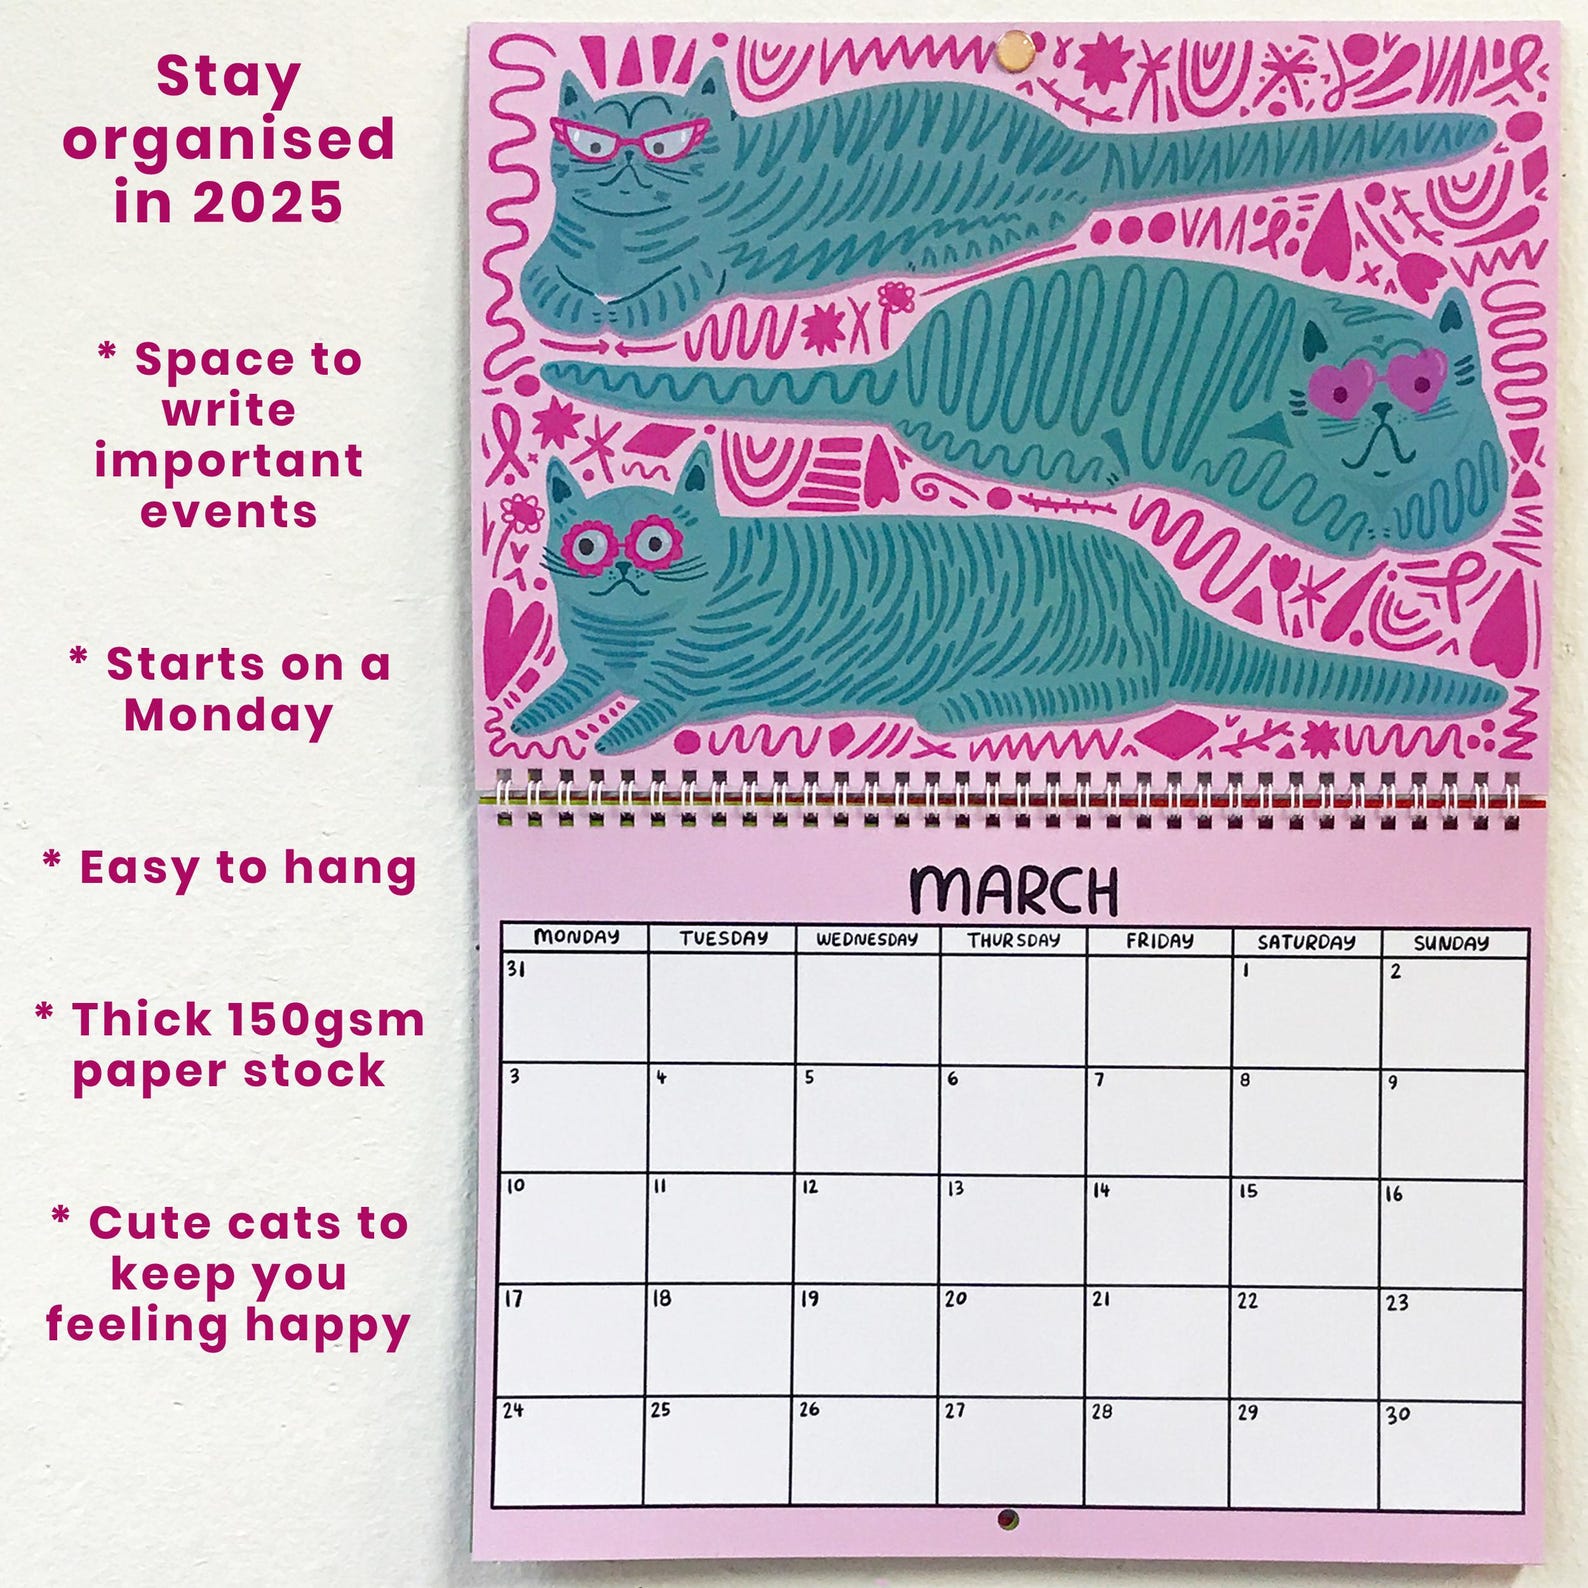 Stay
organised
in 2025
* Space to
write
important
events
* Starts on a
Monday
* Easy to hang
* Thick 150gsm
paper stock
* Cute cats to
keep you
feeling happy
MARCH
MONDAY TUESDAY WEDNESDAY THURSDAY FRIDAY SATURDAY SUNDAY
31 1 2
3 4 5 6 7 8 9
10 11 12 13 14 15 16
17 18 19 20 21 22 23
24 25 26 27 28 29 30